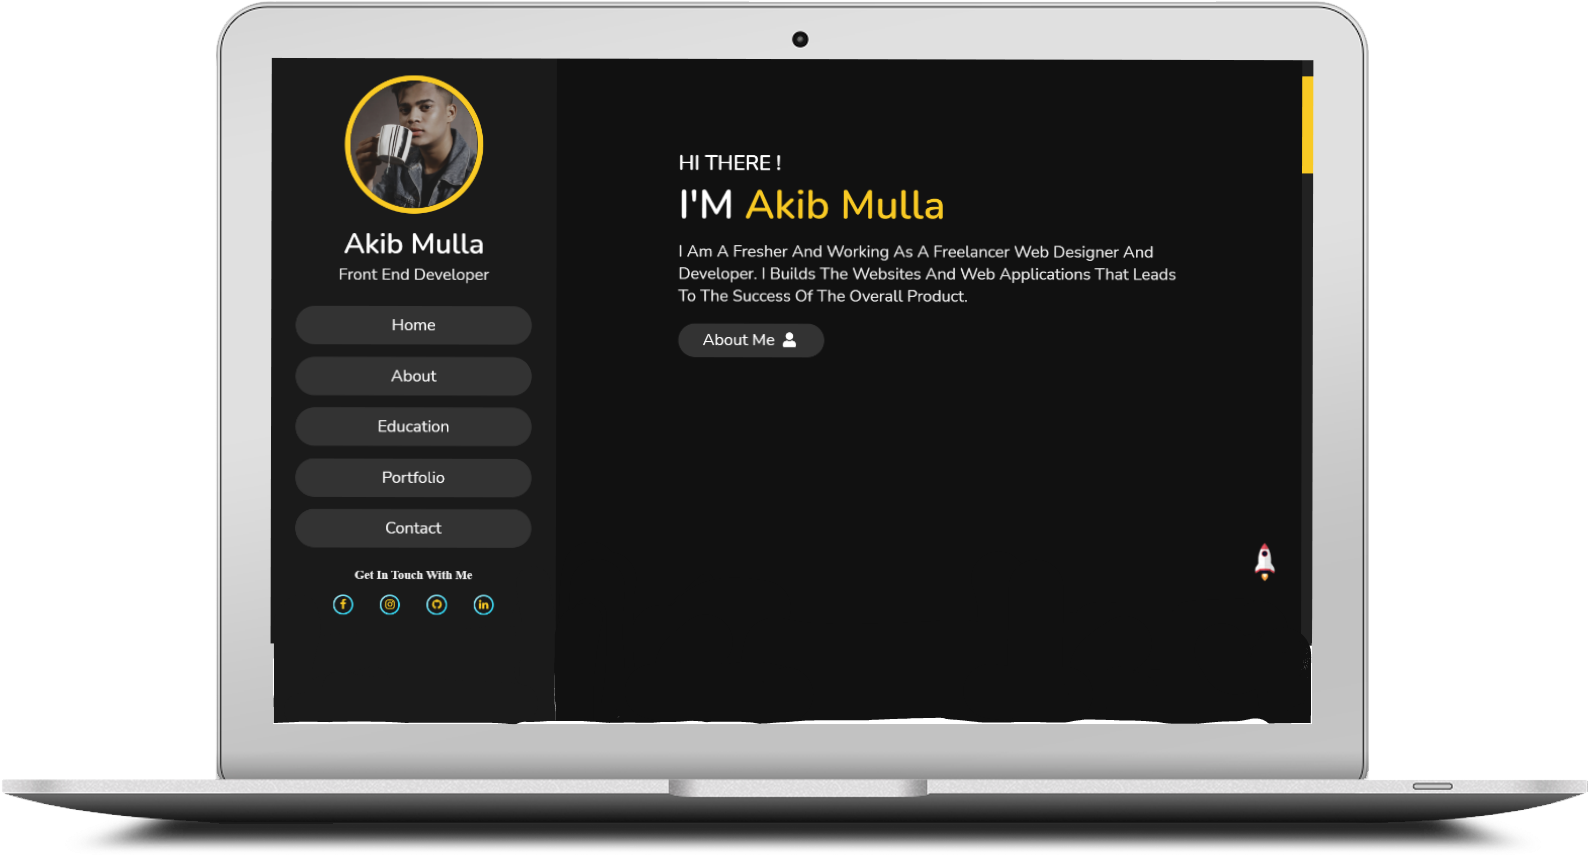 Akib Mulla
Front End Developer
Home
About
Education
Portfolio
Contact
Get In Touch With Me
HI THERE !
I'M Akib Mulla
I Am A Fresher And Working As A Freelancer Web Designer And
Developer. I Builds The Websites And Web Applications That Leads
To The Success Of The Overall Product.
About Me